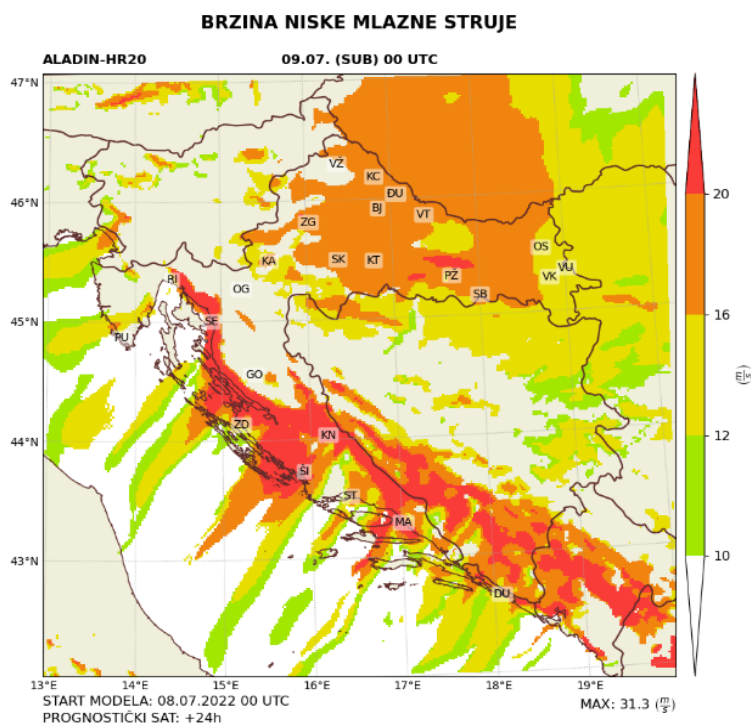 BRZINA NISKE MLAZNE STRUJE
ALADIN-HR20 09.07. (SUB) 00 UTC
47°N
46°N
45°N
44°N
43°N
VŽ
KC
ĐU
BJ
VT
ZG
OS
KA
SK
KT
VU
PŽ
VK
SB
RI
OG
SE
PU
GO
ZD
KN
ŠI
ST
MA
DU
20
16
12
10
(m/s)
13°E 14°E 15°E 16°E 17°E 18°E 19°E
START MODELA: 08.07.2022 00 UTC
PROGNOSTIČKI SAT: +24h
MAX: 31.3 (m/s)